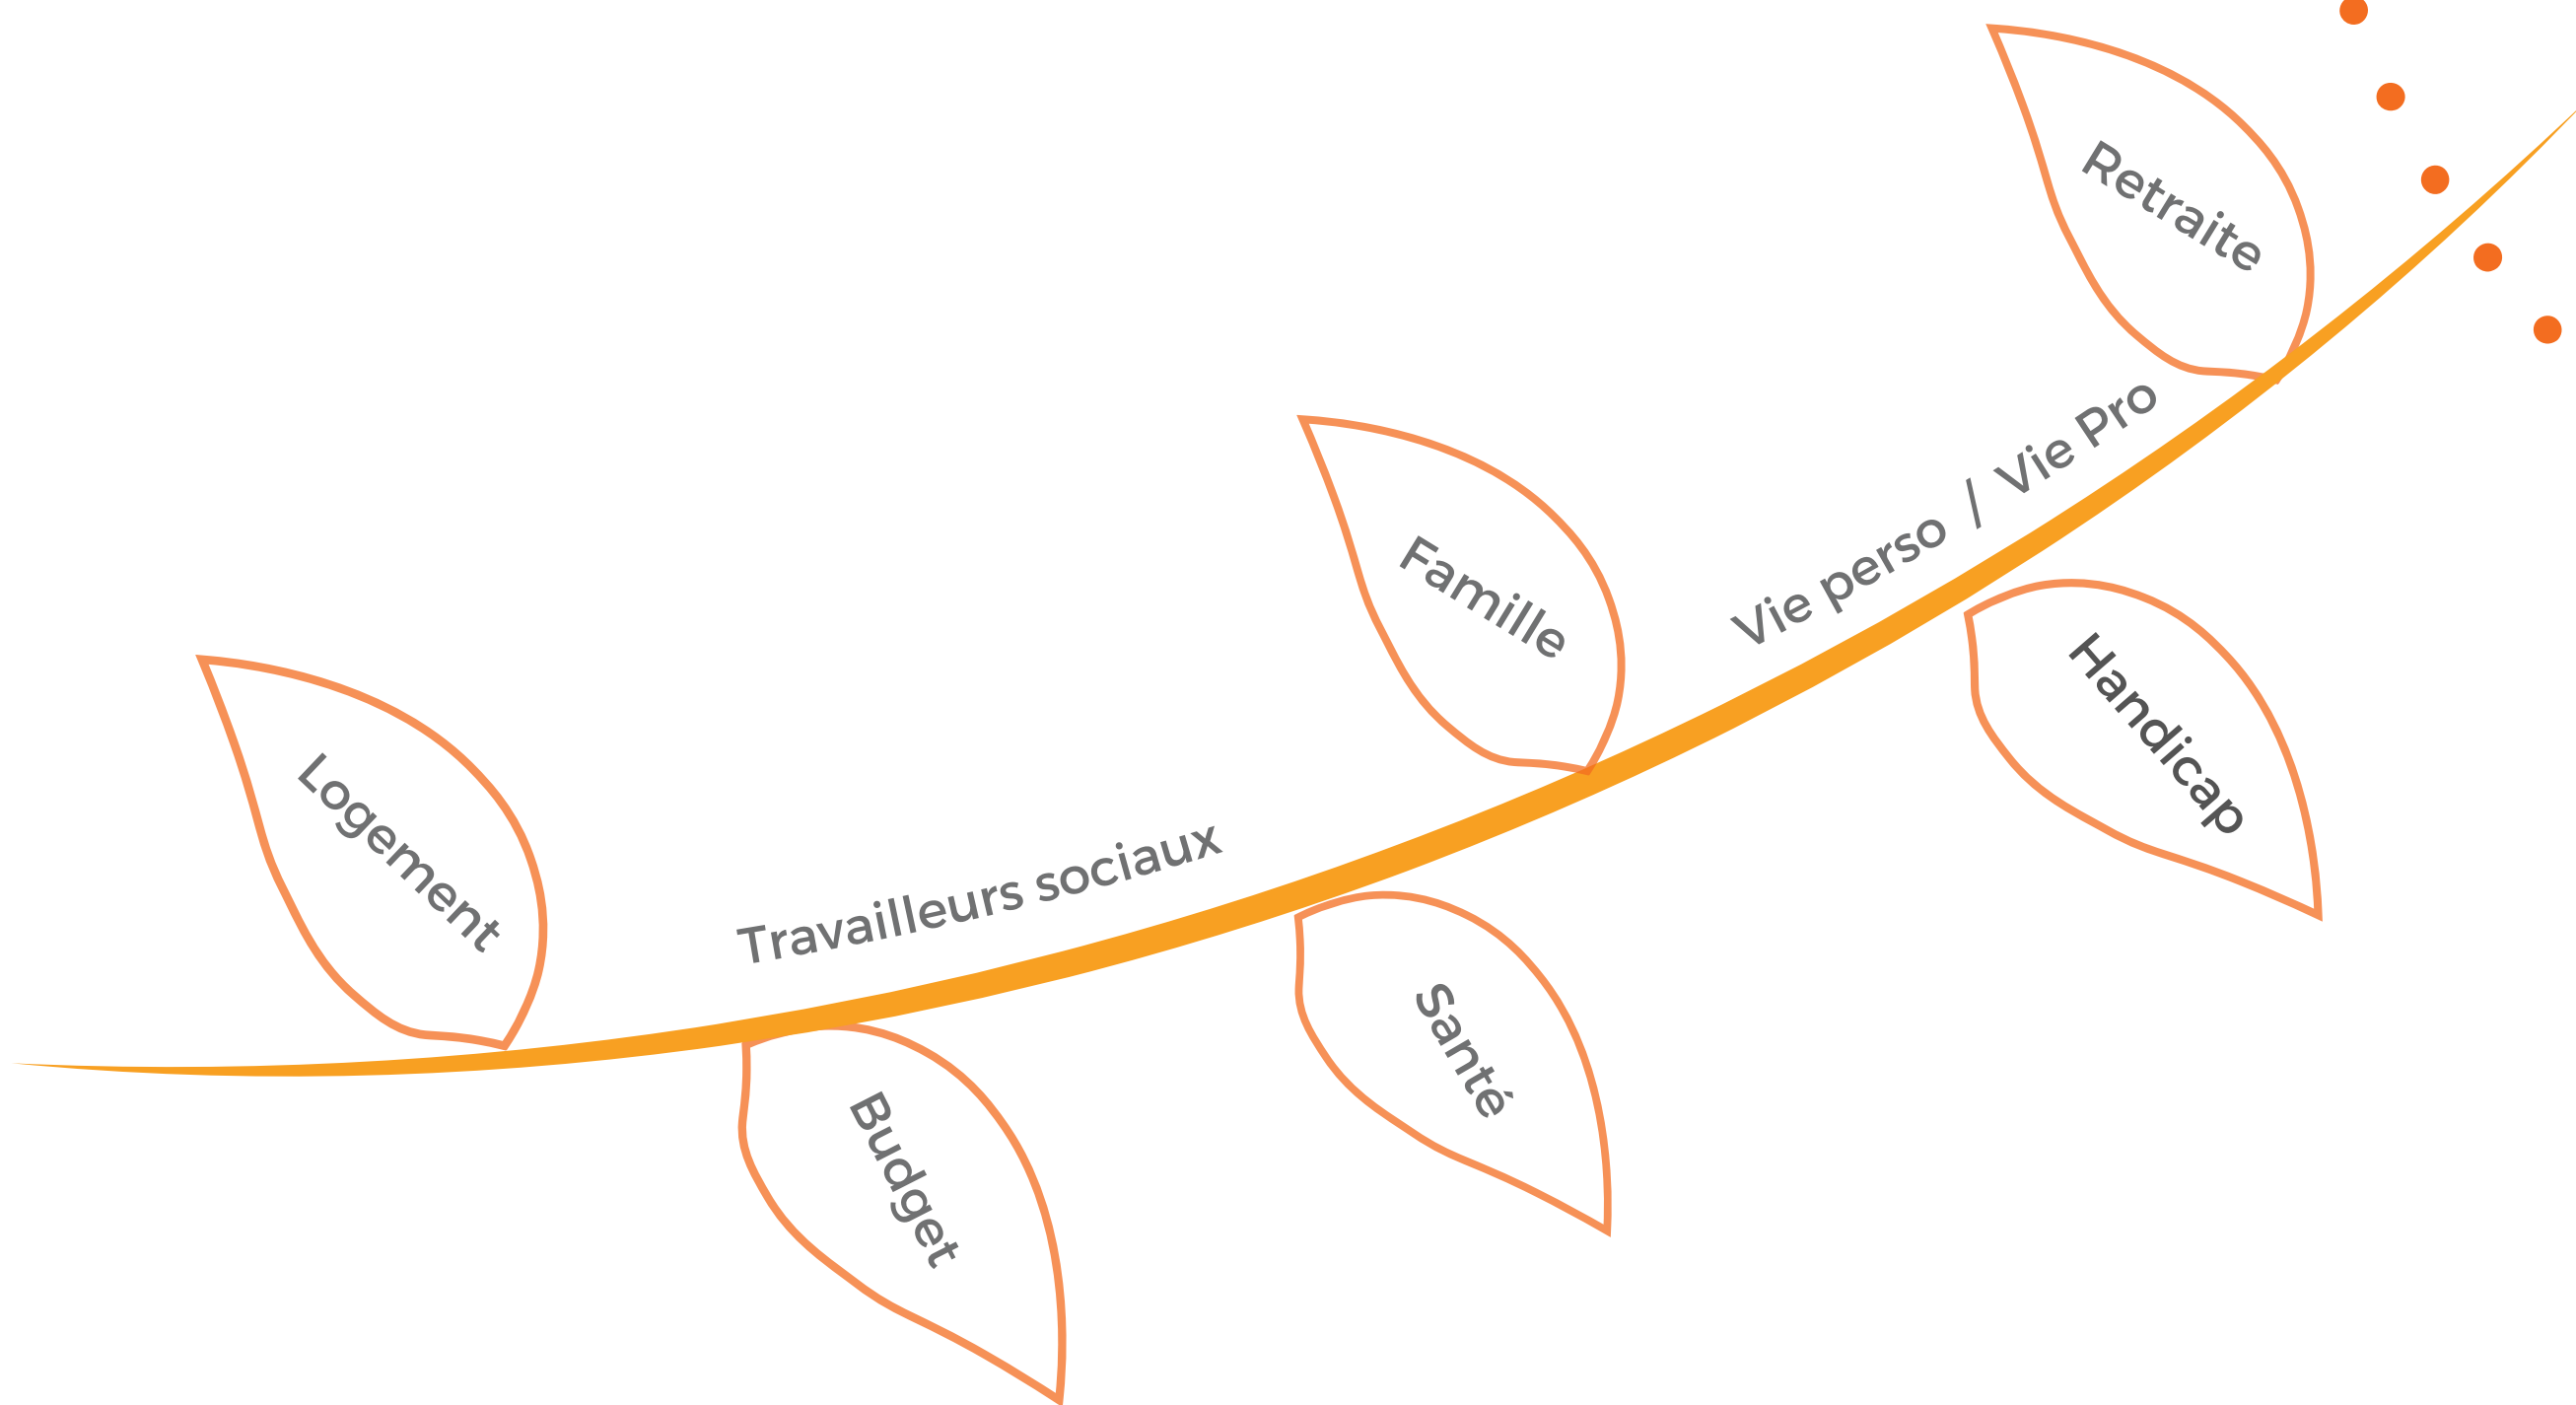 Retraite
Vie perso / Vie Pro
Famille
Handicap
Logement
Travailleurs sociaux
Santé
Budget